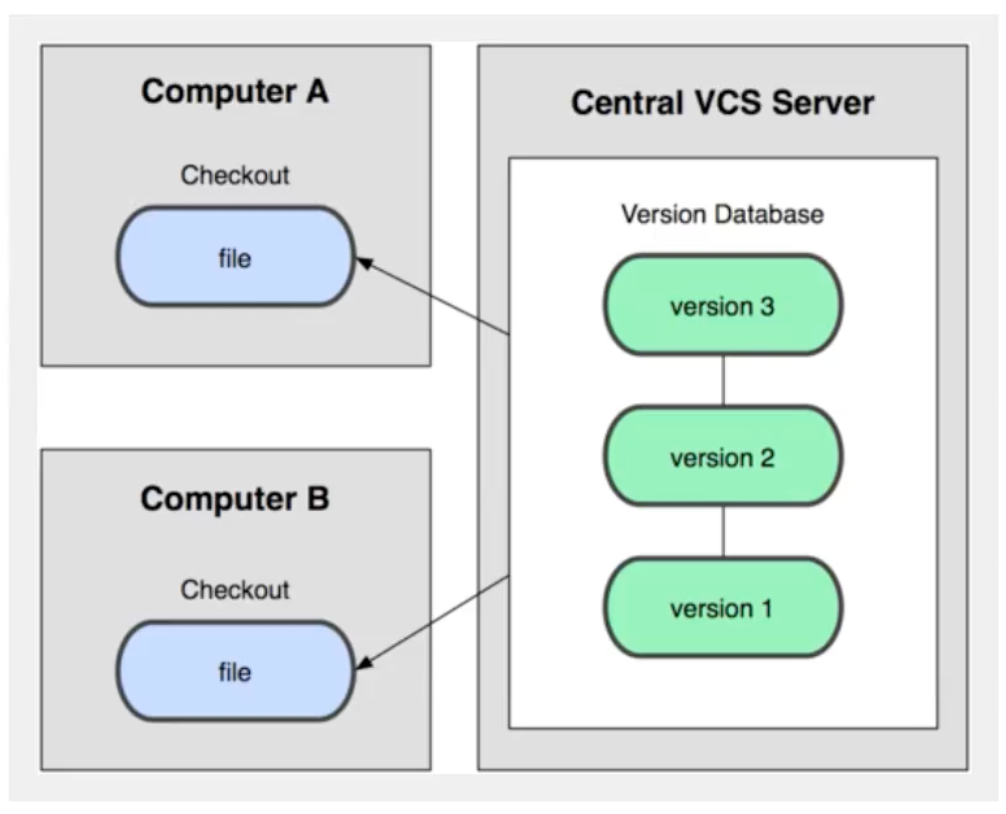 Computer A
Checkout
file
Computer B
Checkout
file
Central VCS Server
Version Database
version 3
version 2
version 1